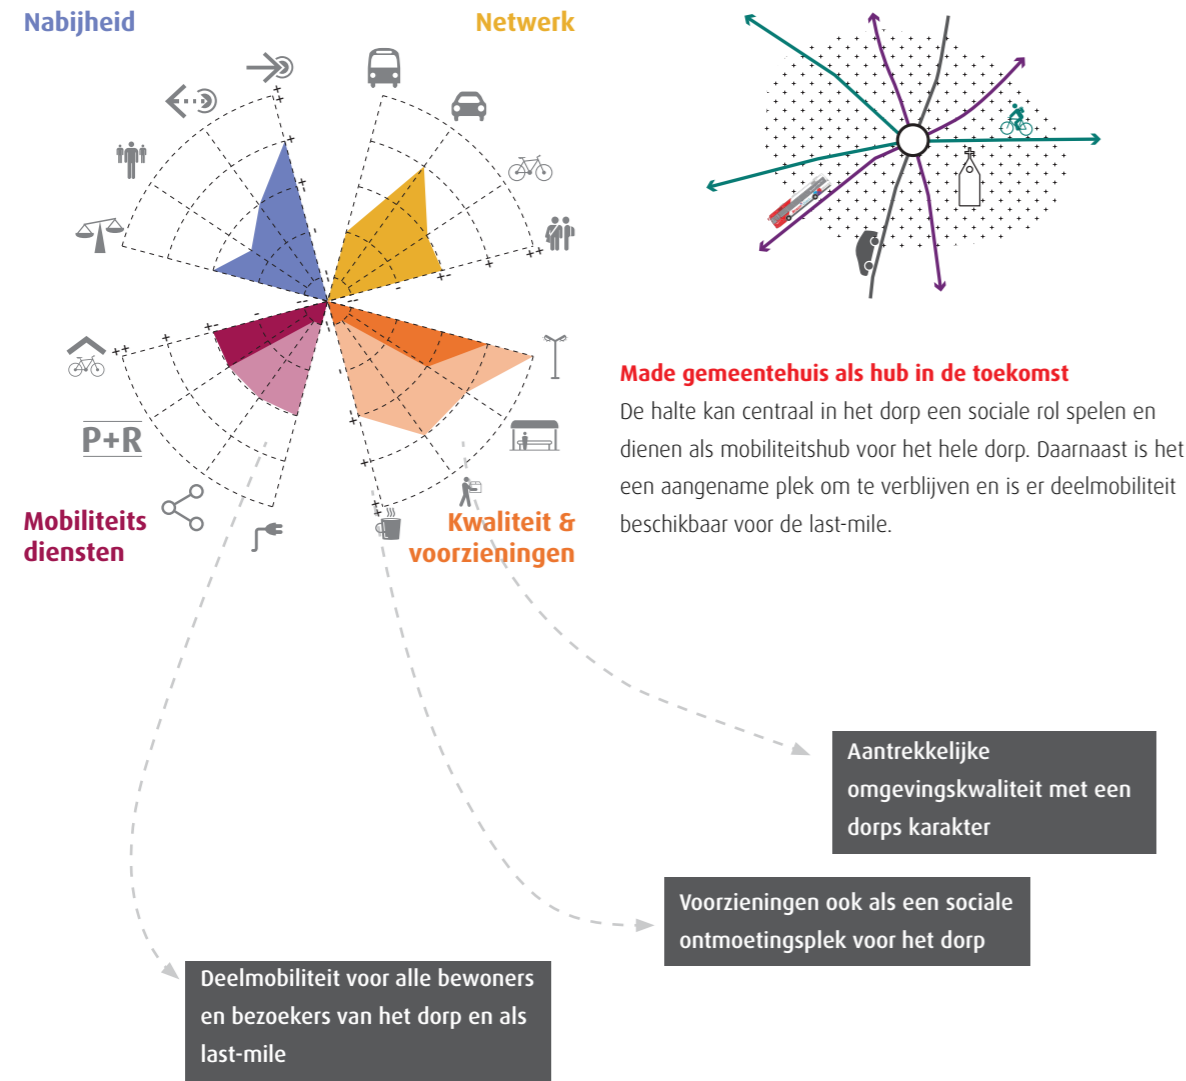 Nabijheid
Netwerk
P+R
Mobiliteits
diensten
Kwaliteit &
voorzieningen
Made gemeentehuis als hub in de toekomst
De halte kan centraal in het dorp een sociale rol spelen en
dienen als mobiliteitshub voor het hele dorp. Daarnaast is het
een aangename plek om te verblijven en is er deelmobiliteit
beschikbaar voor de last-mile.
Aantrekkelijke
omgevingskwaliteit met een
dorps karakter
Voorzieningen ook als een sociale
ontmoetingsplek voor het dorp
Deelmobiliteit voor alle bewoners
en bezoekers van het dorp en als
last-mile